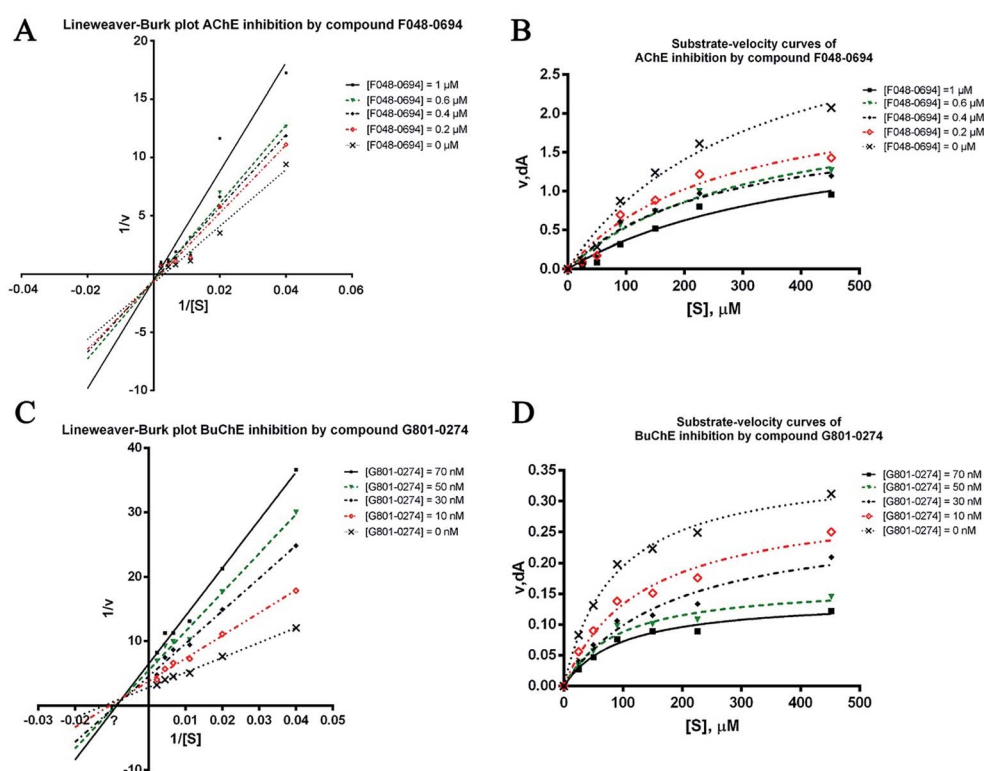 A
Lineweaver-Burk plot AChE inhibition by compound F048-0694
20
15
10
5
-5
-10
-0.04
-0.02
0.02
0.04
0.06
1/v
1/[S]
[F048-0694] = 1 µM
[F048-0694] = 0.6 µM
[F048-0694] = 0.4 µM
[F048-0694] = 0.2 µM
[F048-0694] = 0 µM
B
Substrate-velocity curves of
AChE inhibition by compound F048-0694
2.5
2.0
1.5
1.0
0.5
0.0
0
100
200
300
400
500
v,dA
[S], µM
[F048-0694] =1 µM
[F048-0694] = 0.6 µM
[F048-0694] = 0.4 µM
[F048-0694] = 0.2 µM
[F048-0694] = 0 µM
C
Lineweaver-Burk plot BuChE inhibition by compound G801-0274
40
30
20
10
-10
-0.03
-0.02
?
0.01
0.02
0.03
0.04
0.05
1/v
1/[S]
[G801-0274] = 70 nM
[G801-0274] = 50 nM
[G801-0274] = 30 nM
[G801-0274] = 10 nM
[G801-0274] = 0 nM
D
Substrate-velocity curves of
BuChE inhibition by compound G801-0274
0.35
0.30
0.25
0.20
0.15
0.10
0.05
0.00
0
100
200
300
400
500
v,dA
[S], µM
[G801-0274] = 70 nM
[G801-0274] = 50 nM
[G801-0274] = 30 nM
[G801-0274] = 10 nM
[G801-0274] = 0 nM